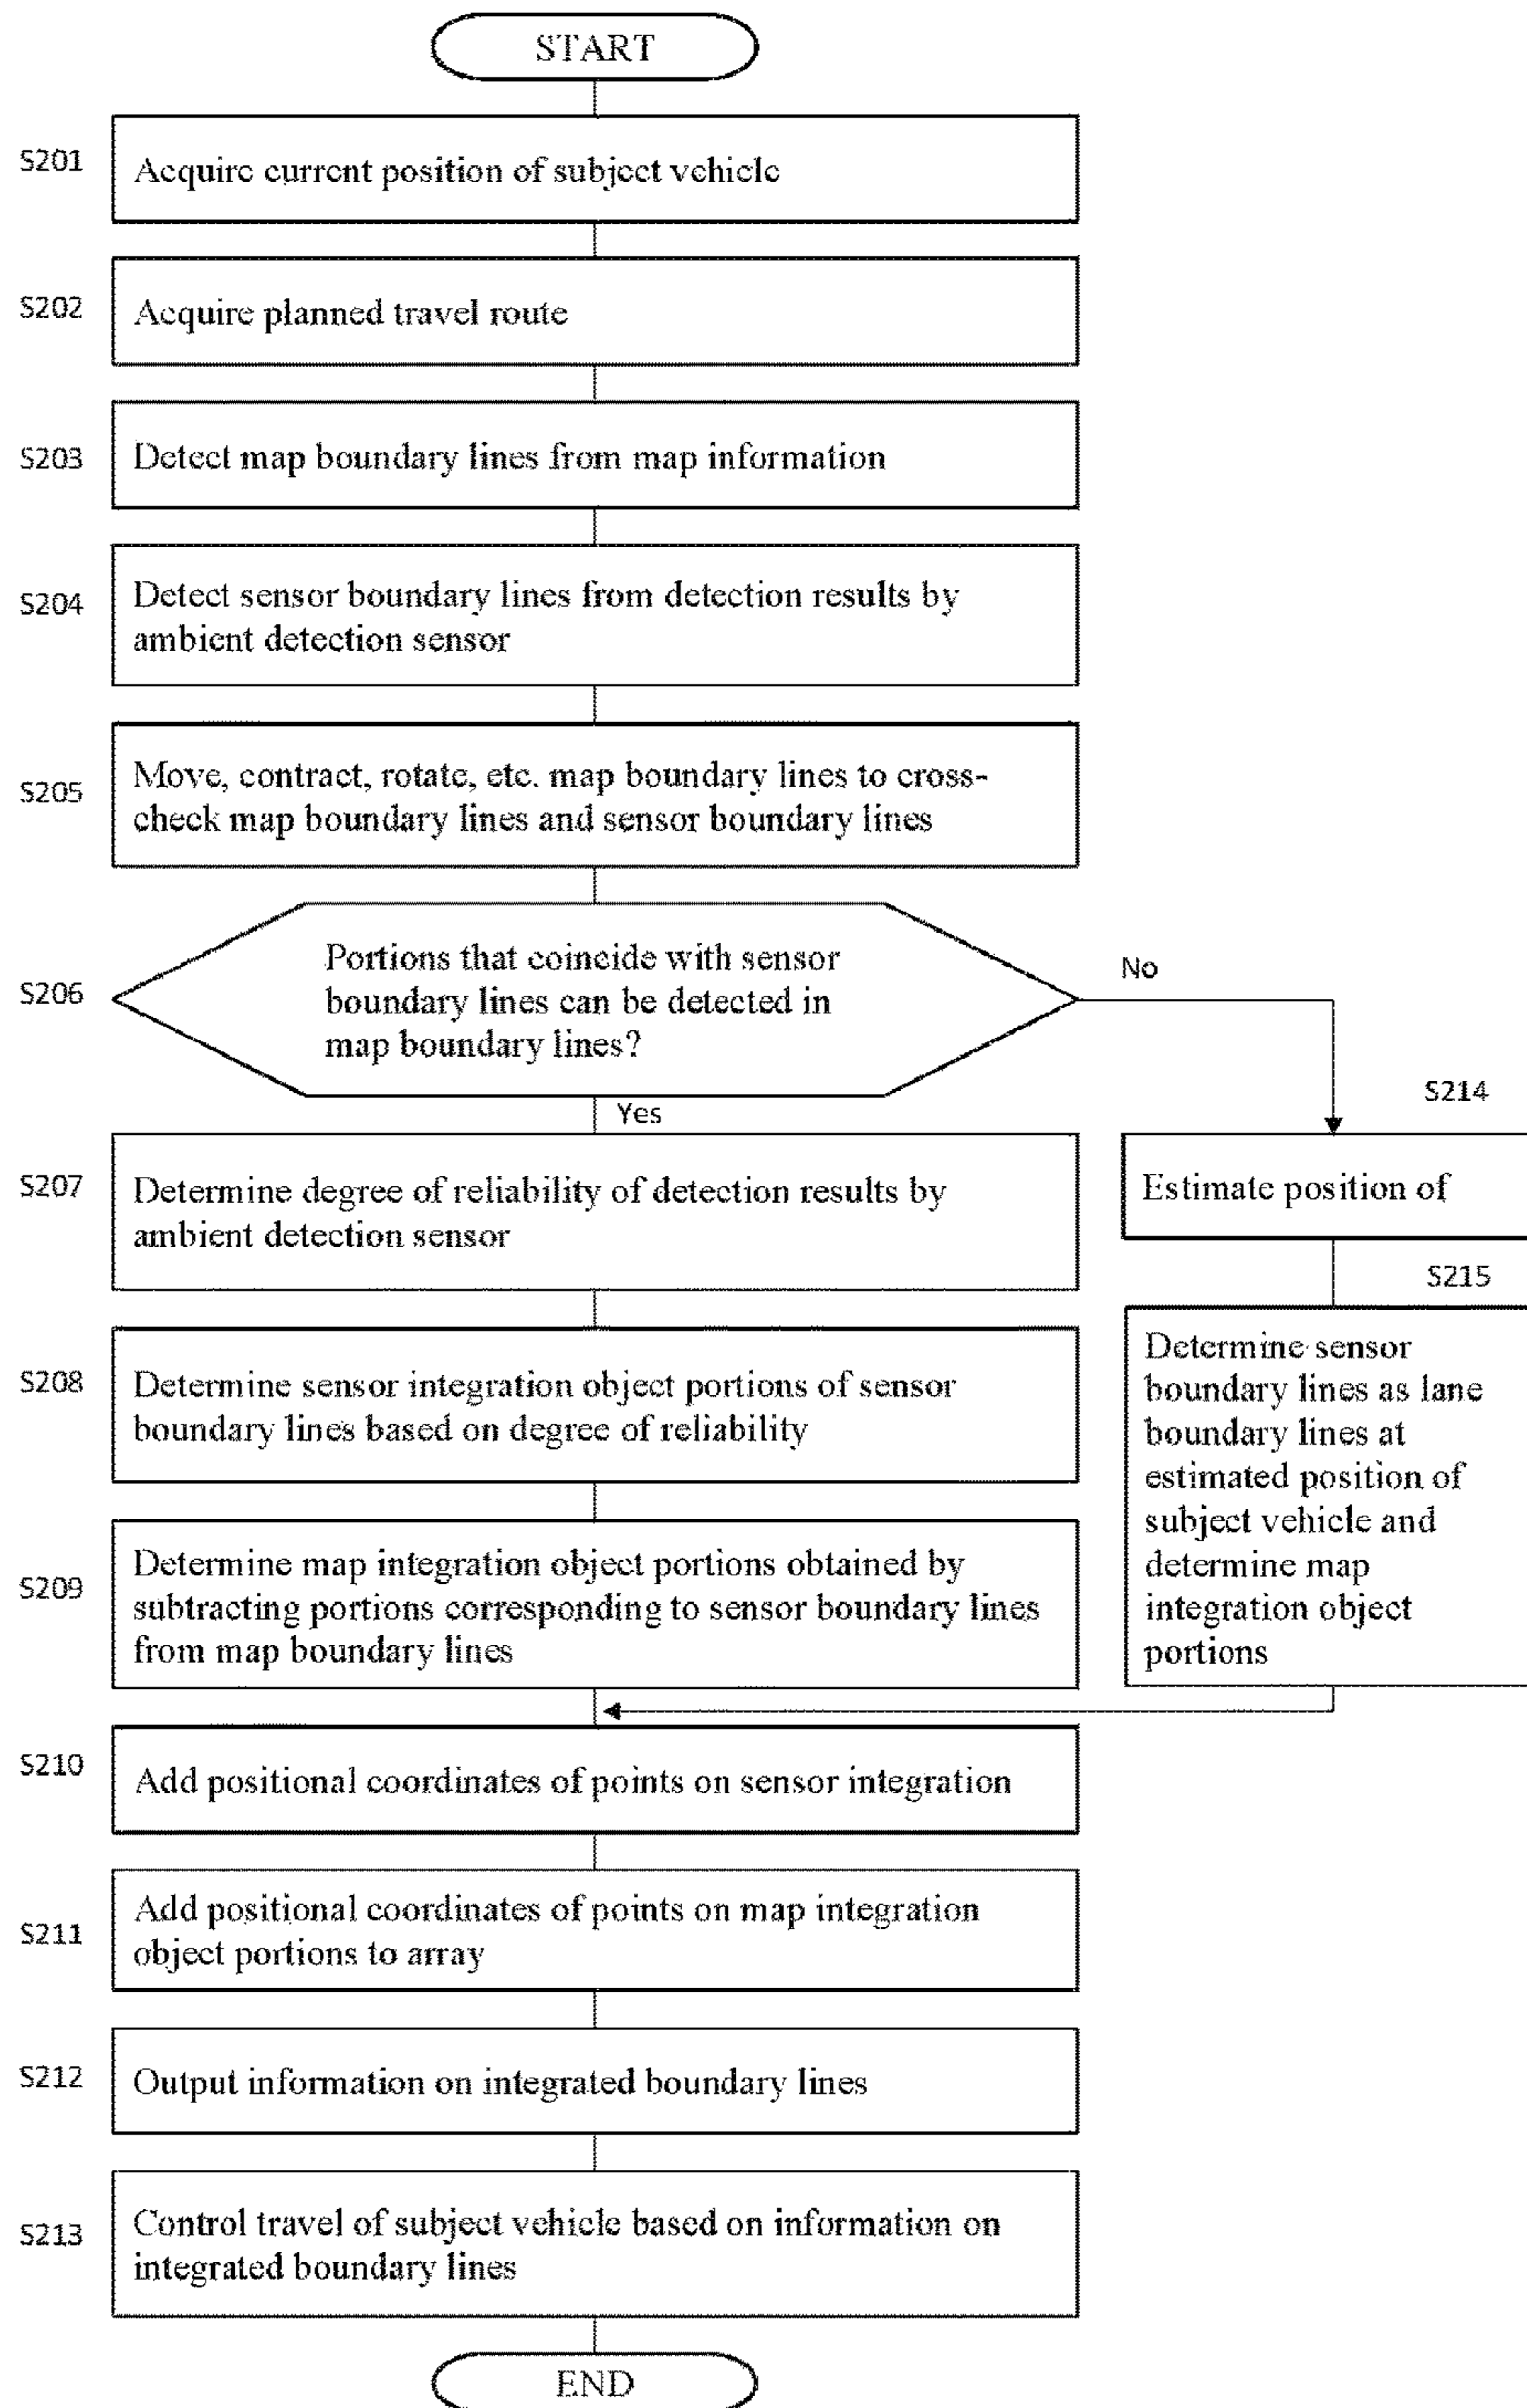 START
S201
Acquire current position of subject vehicle
S202
Acquire planned travel route
S203
Detect map boundary lines from map information
S204
Detect sensor boundary lines from detection results by
ambient detection sensor
S205
Move, contract, rotate, etc. map boundary lines to cross-
check map boundary lines and sensor boundary lines
S206
Portions that coincide with sensor
boundary lines can be detected in
map boundary lines?
No
Yes
S207
Determine degree of reliability of detection results by
ambient detection sensor
S208
Determine sensor integration object portions of sensor
boundary lines based on degree of reliability
S209
Determine map integration object portions obtained by
subtracting portions corresponding to sensor boundary lines
from map boundary lines
S214
Estimate position of
S215
Determine sensor
boundary lines as lane
boundary lines at
estimated position of
subject vehicle and
determine map
integration object
portions
S210
Add positional coordinates of points on sensor integration
S211
Add positional coordinates of points on map integration
object portions to array
S212
Output information on integrated boundary lines
S213
Control travel of subject vehicle based on information on
integrated boundary lines
END